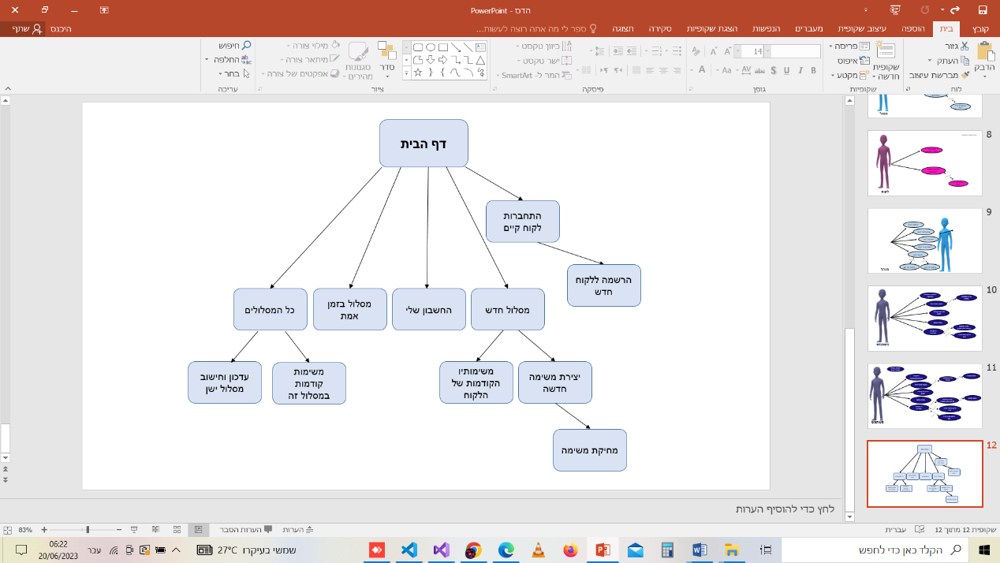 הדס - PowerPoint
קובץ
בית
הוספה
עיצוב שקופית
מעברים
הנפשות
הצגת שקופיות
סקירה
תצוגה
ספר לי מה אתה רוצה לעשות...
היכנס
שתף
הדבק
גזור
העתק
מברשת עיצוב
לוח
שקופית חדשה
פריסה
איפוס
מקטע
שקופיות
14
גופן
כיוון טקסט
ישר טקסט
המר ל- SmartArt
פיסקה
סדר
סגנונות מהירים
מילוי צורה
מיתאר צורה
אפקטים של צורה
ציור
חיפוש
החלפה
בחר
עריכה
דף הבית
התחברות
לקוח קיים
הרשמה ללקוח
חדש
מסלול חדש
החשבון שלי
מסלול בזמן
אמת
כל המסלולים
יצירת משימה
חדשה
משימותיו
הקודמות של
הלקוח
משימות
קודמות
במסלול זה
עדכון וחישוב
מסלול ישן
מחיקת משימה
8
לקוח
9
10
11
12
לחץ כדי להוסיף הערות
שקופית 12 מתוך 12
עברית
הערות
הערות הסבר
83%
הקלד כאן כדי לחפש
27°C שמשי בעיקרו
עבר
06:22
20/06/2023